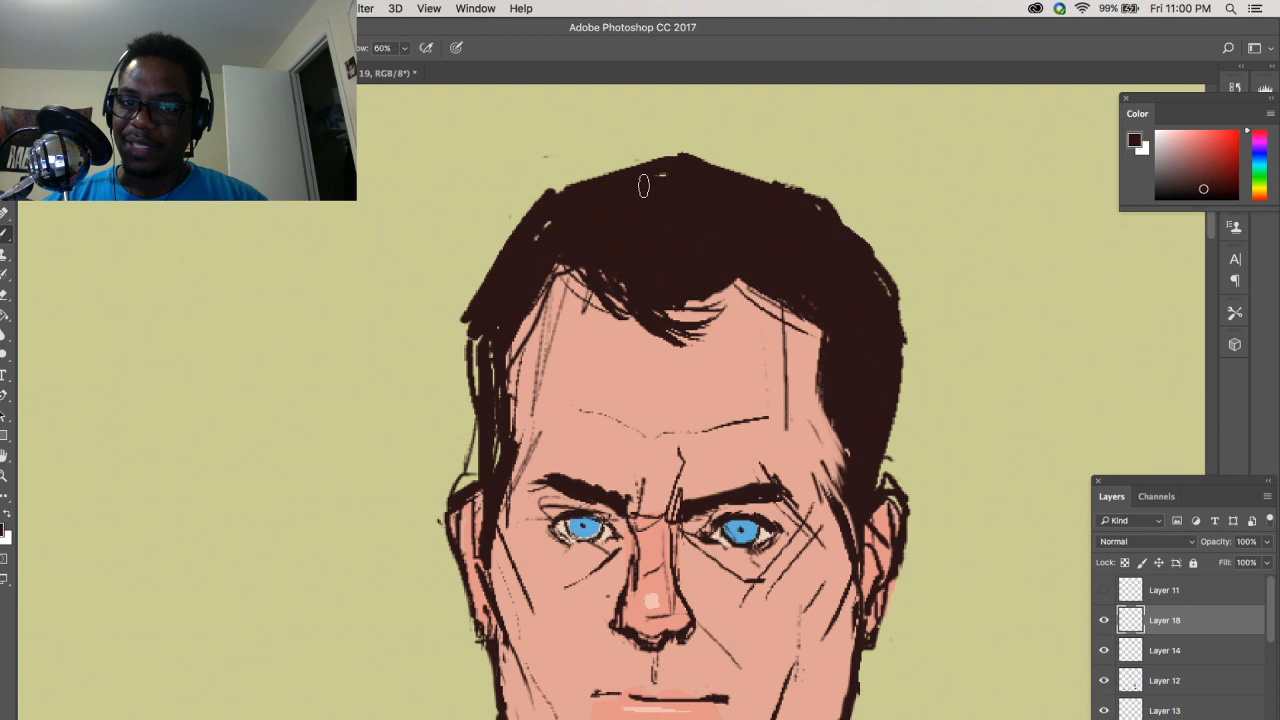 lter 3D View Window Help 99% Fri 11:00 PM
Adobe Photoshop CC 2017
ow: 60%
19, RGB/8*) *
Color
Layers Channels
Kind
Normal Opacity: 100%
Lock: Fill: 100%
Layer 11
Layer 18
Layer 14
Layer 12
Layer 13